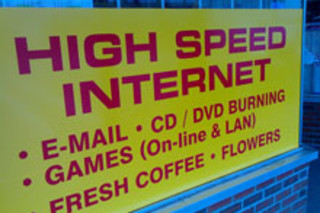 HIGH SPEED
INTERNET
• E-MAIL • CD / DVD BURNING
• GAMES (On-line & LAN)
FRESH COFFEE • FLOWERS